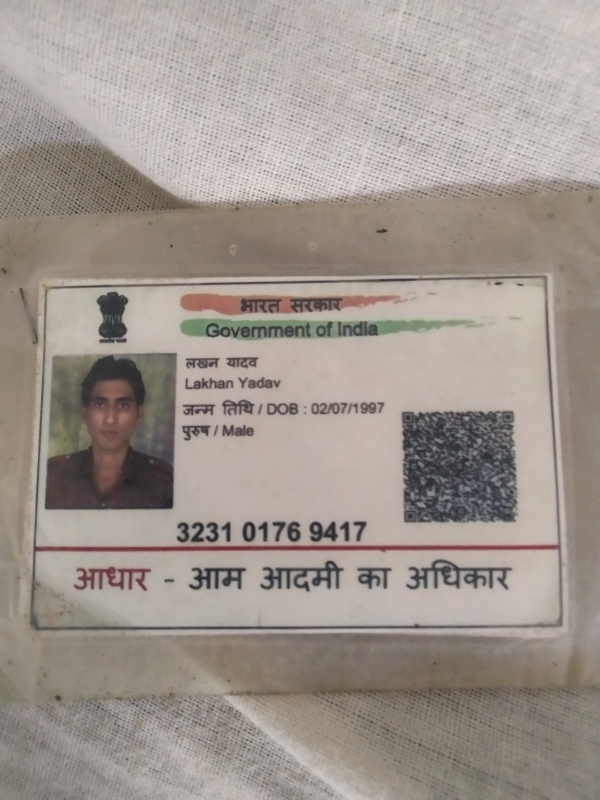 भारत सरकार
Government of India
लखन यादव
Lakhan Yadav
जन्म तिथि / DOB : 02/07/1997
पुरुष / Male
3231 0176 9417
आधार - आम आदमी का अधिकार